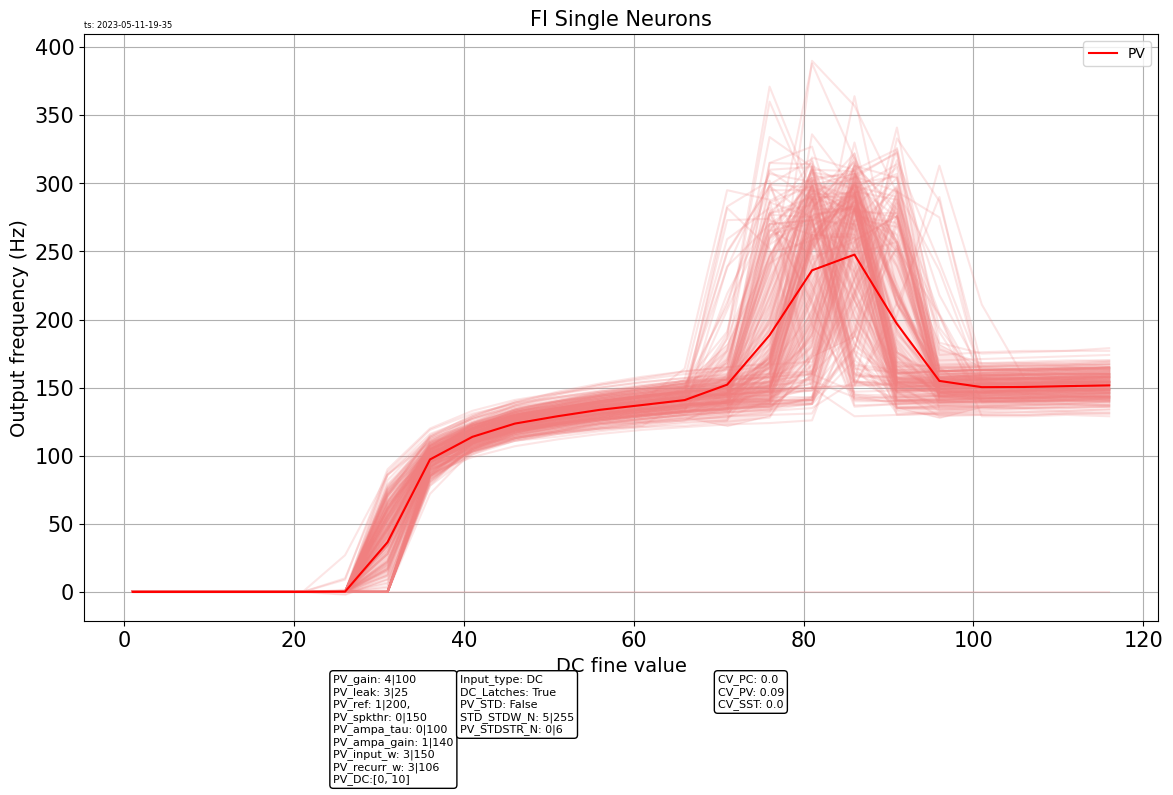 FI Single Neurons
ts: 2023-05-11-19-35
PV
400
350
300
250
200
150
100
50
0
Output frequency (Hz)
0 20 40 60 80 100 120
DC fine value
PV_gain: 4|100
PV_leak: 3|25
PV_ref: 1|200,
PV_spkthr: 0|150
PV_ampa_tau: 0|100
PV_ampa_gain: 1|140
PV_input_w: 3|150
PV_recurr_w: 3|106
PV_DC:[0, 10]
Input_type: DC
DC_Latches: True
PV_STD: False
STD_STDW_N: 5|255
PV_STDSTR_N: 0|6
CV_PC: 0.0
CV_PV: 0.09
CV_SST: 0.0